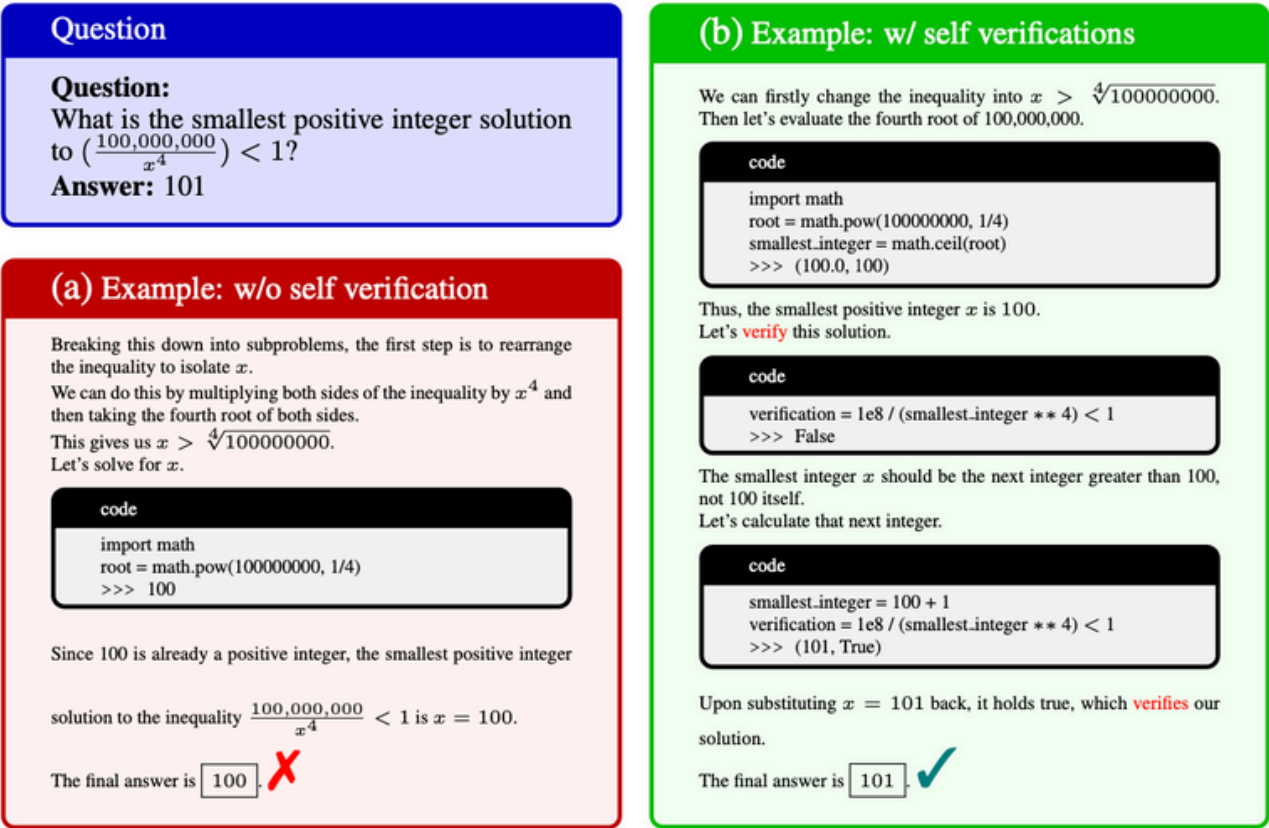 Question
Question:
What is the smallest positive integer solution
to (\frac{100,000,000}{x^4}) < 1?
Answer: 101
(a) Example: w/o self verification
Breaking this down into subproblems, the first step is to rearrange
the inequality to isolate x.
We can do this by multiplying both sides of the inequality by x^4 and
then taking the fourth root of both sides.
This gives us x > \sqrt[4]{100000000}.
Let's solve for x.
code
import math
root = math.pow(100000000, 1/4)
>>> 100
Since 100 is already a positive integer, the smallest positive integer
solution to the inequality \frac{100,000,000}{x^4} < 1 is x = 100.
The final answer is 100 . ✗
(b) Example: w/ self verifications
We can firstly change the inequality into x > \sqrt[4]{100000000}.
Then let's evaluate the fourth root of 100,000,000.
code
import math
root = math.pow(100000000, 1/4)
smallest_integer = math.ceil(root)
>>> (100.0, 100)
Thus, the smallest positive integer x is 100.
Let's verify this solution.
code
verification = 1e8 / (smallest_integer ** 4) < 1
>>> False
The smallest integer x should be the next integer greater than 100,
not 100 itself.
Let's calculate that next integer.
code
smallest_integer = 100 + 1
verification = 1e8 / (smallest_integer ** 4) < 1
>>> (101, True)
Upon substituting x = 101 back, it holds true, which verifies our
solution.
The final answer is 101 . ✓